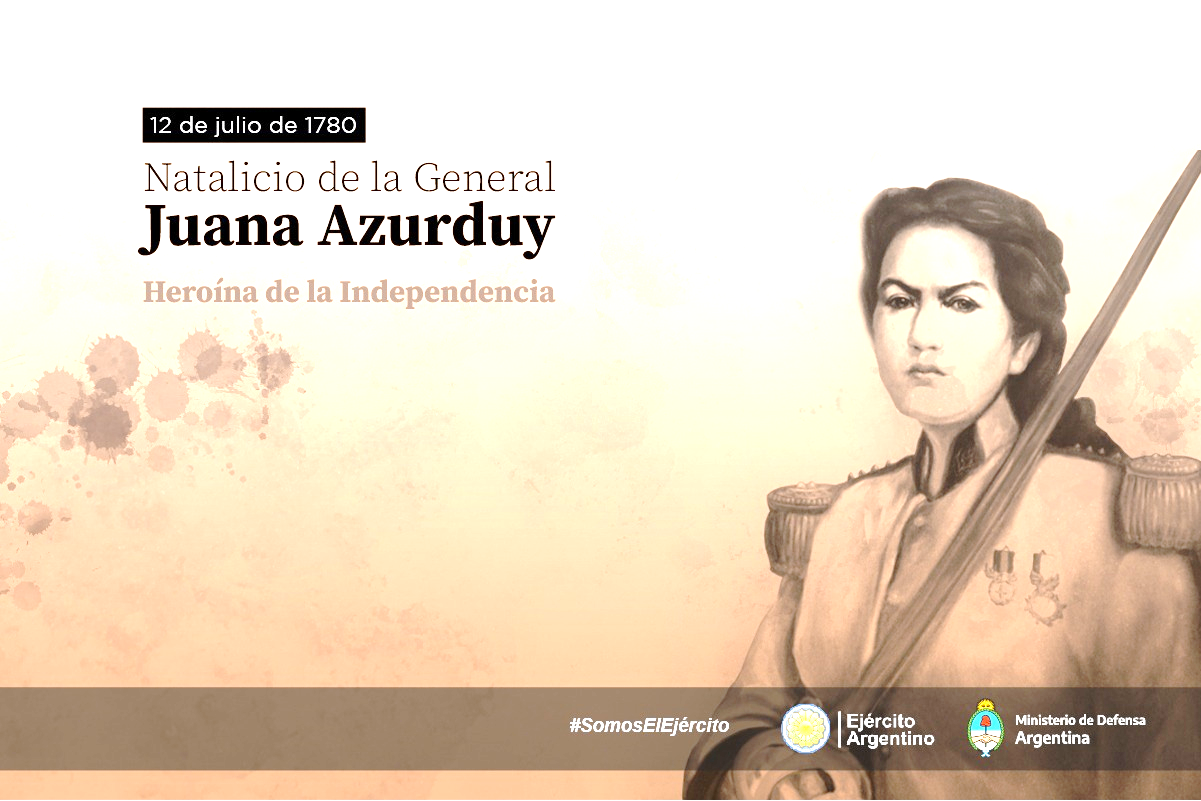 12 de julio de 1780
Natalicio de la General
Juana Azurduy
Heroína de la Independencia
#SomosElEjército
Ejército
Argentino
Ministerio de Defensa
Argentina